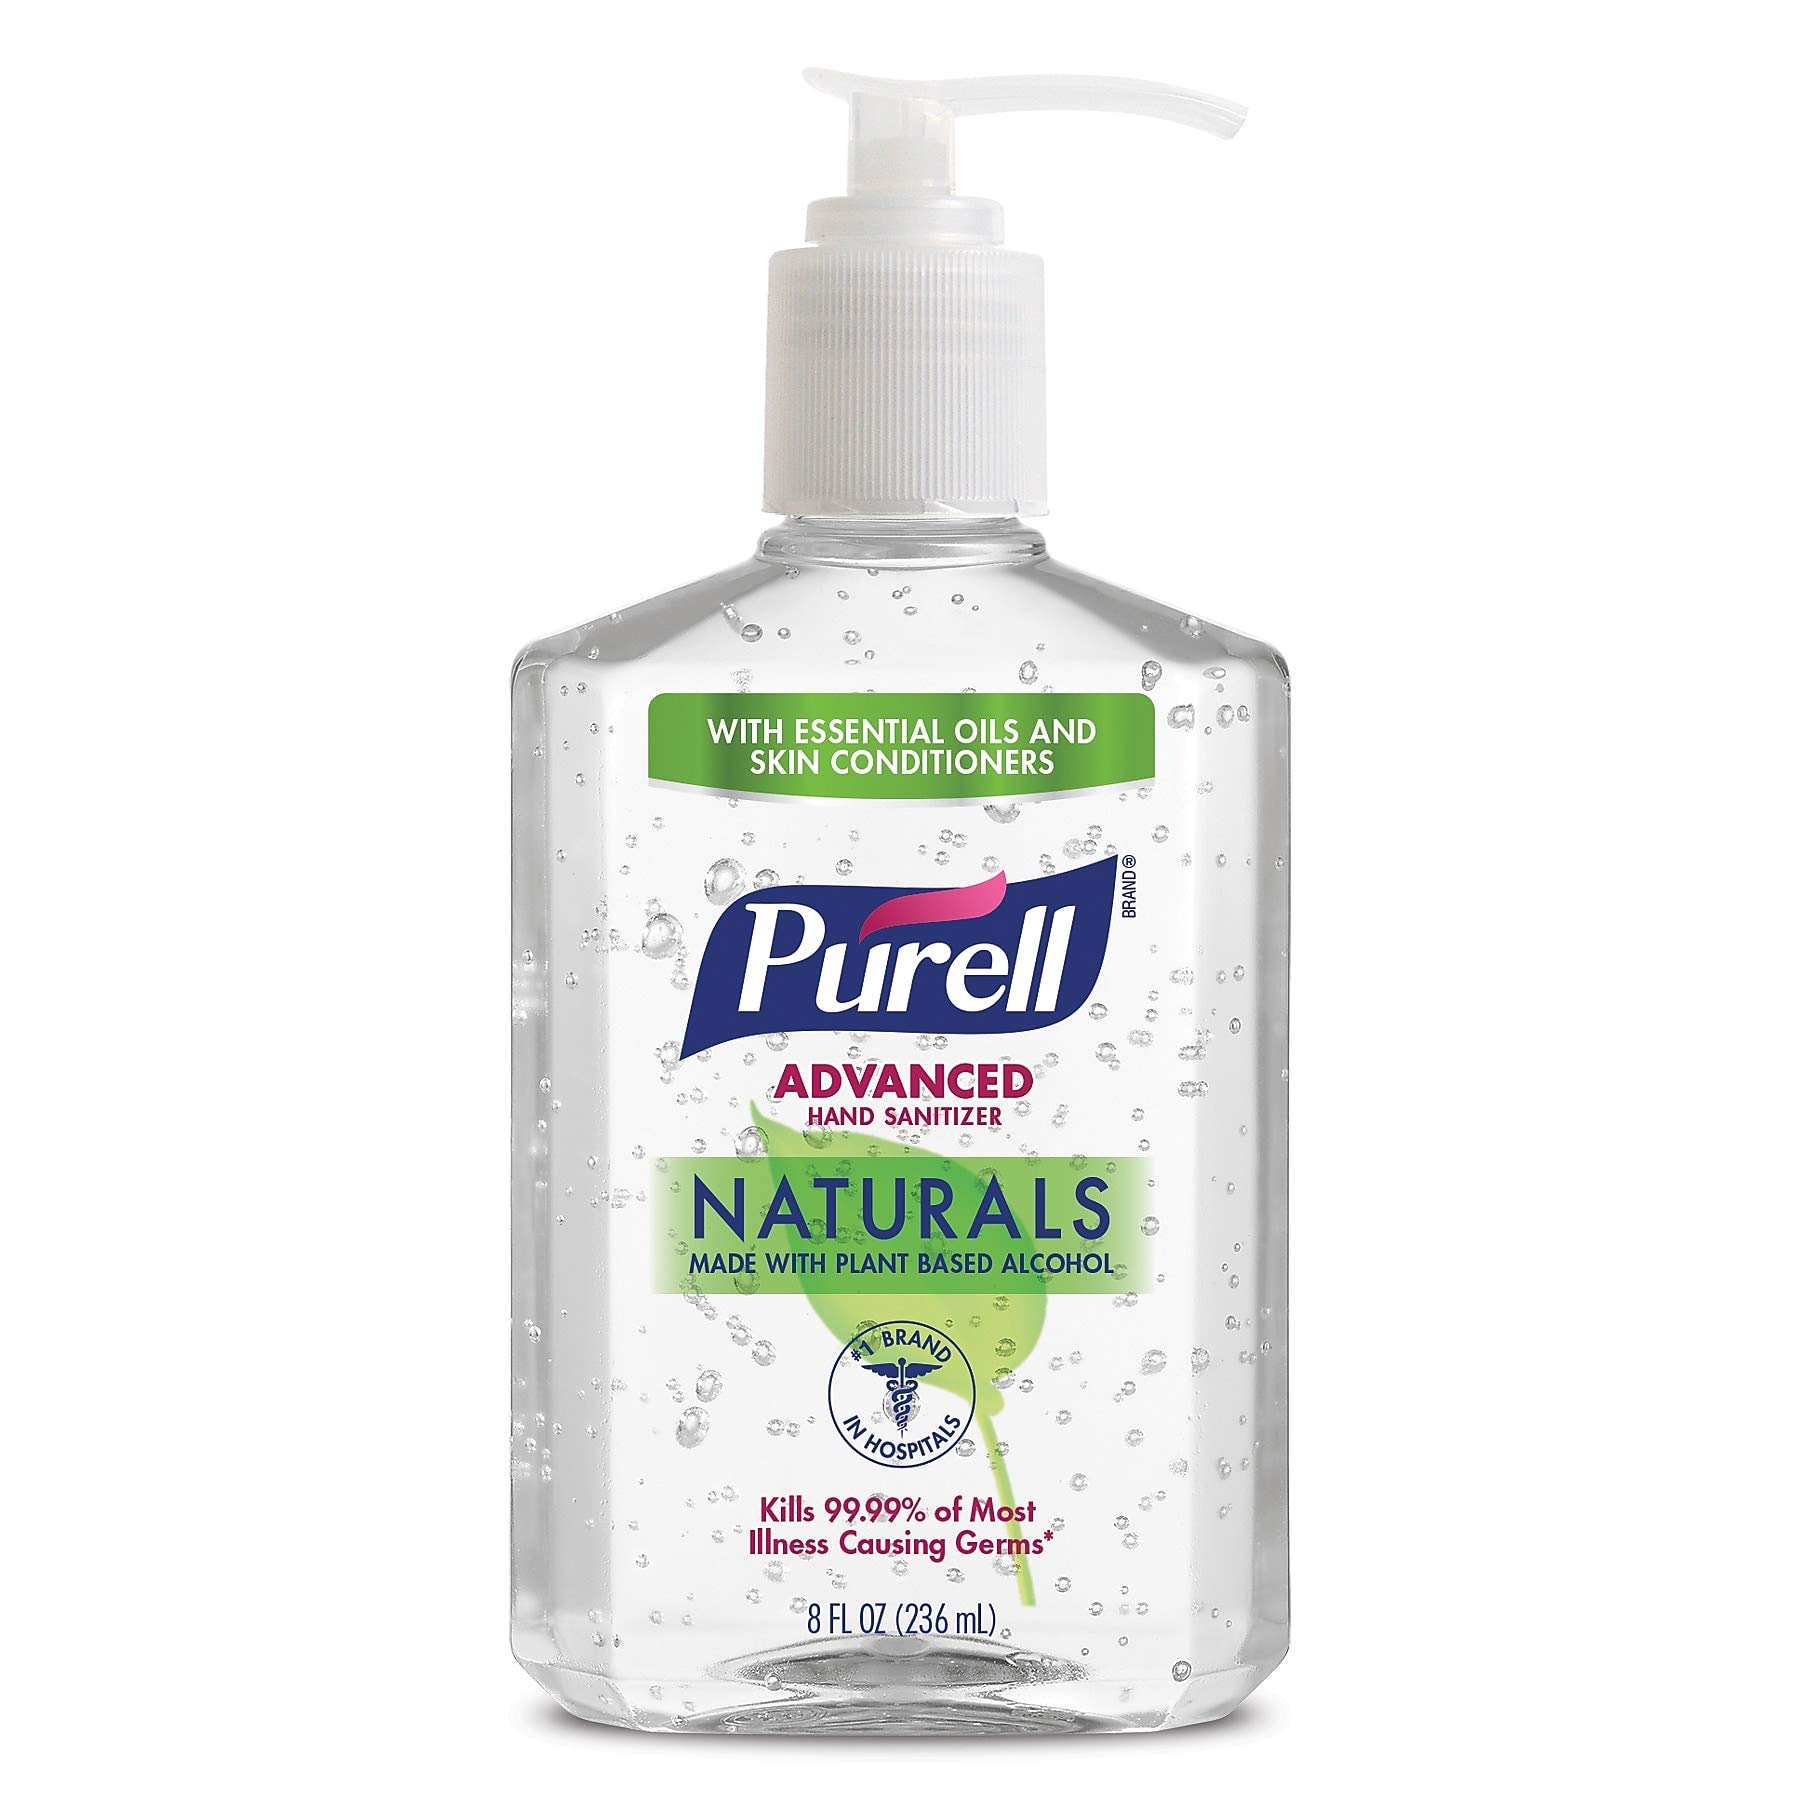 WITH ESSENTIAL OILS AND
SKIN CONDITIONERS
Purell
BRAND®
ADVANCED
HAND SANITIZER
NATURALS
MADE WITH PLANT BASED ALCOHOL
#1 BRAND
IN HOSPITALS
Kills 99.99% of Most
Illness Causing Germs*
8 FL OZ (236 mL)